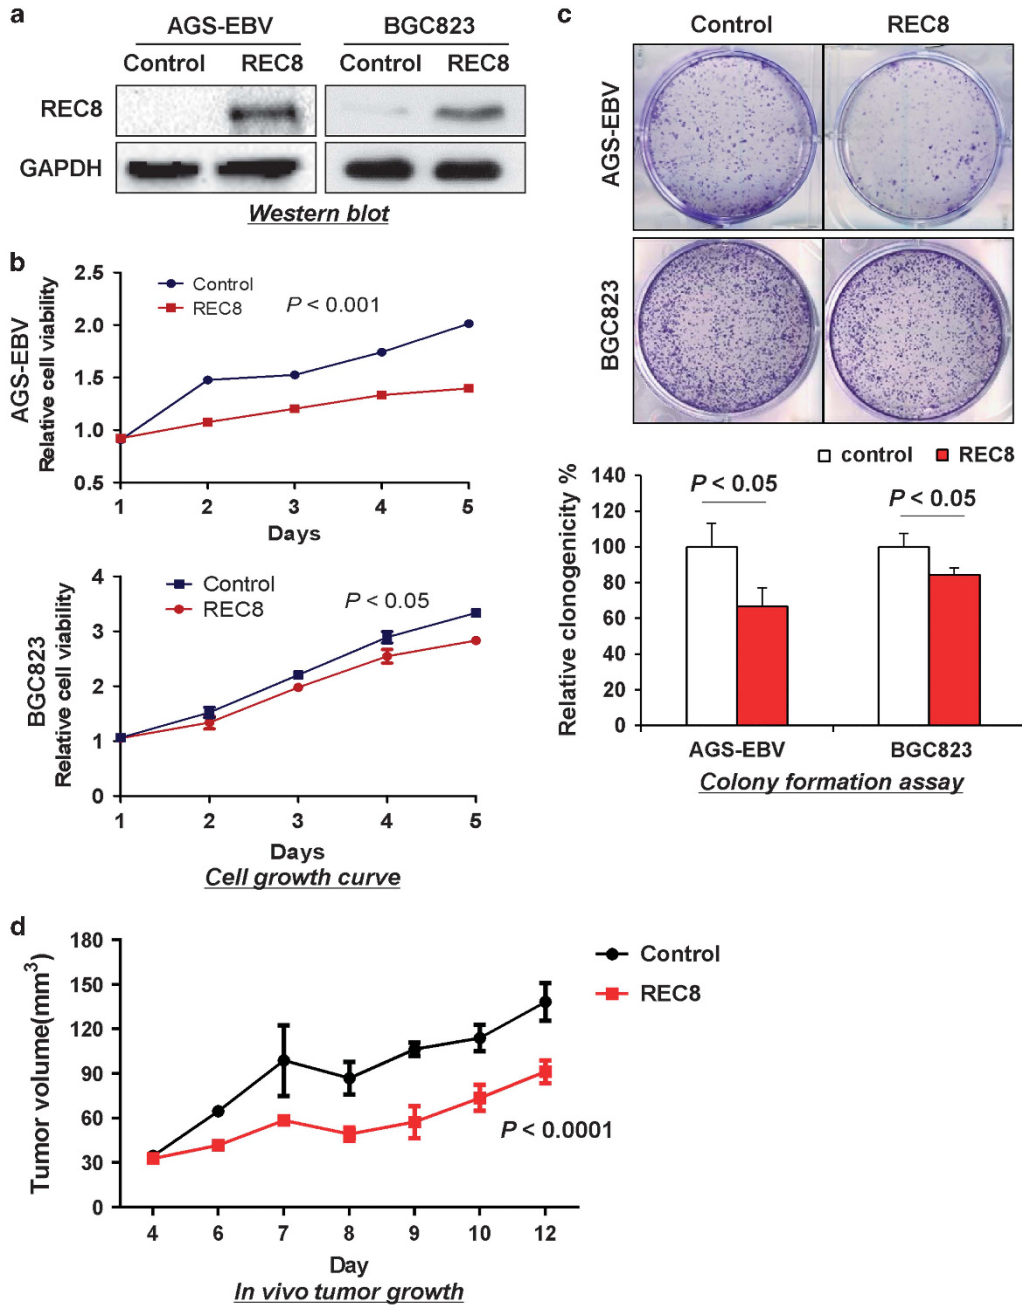 a
AGS-EBV BGC823
Control REC8 Control REC8
REC8
GAPDH
Western blot
b
AGS-EBV
Relative cell viability
2.5
2.0
1.5
1.0
0.5
Control
REC8
P < 0.001
1 2 3 4 5
Days
BGC823
Relative cell viability
4
3
2
1
0
Control
REC8
P < 0.05
1 2 3 4 5
Days
Cell growth curve
c
Control REC8
AGS-EBV
BGC823
control REC8
Relative clonogenicity %
140
120
100
80
60
40
20
0
P < 0.05 P < 0.05
AGS-EBV BGC823
Colony formation assay
d
Tumor volume(mm³)
180
150
120
90
60
30
0
Control
REC8
P < 0.0001
4 6 7 8 9 10 12
Day
In vivo tumor growth